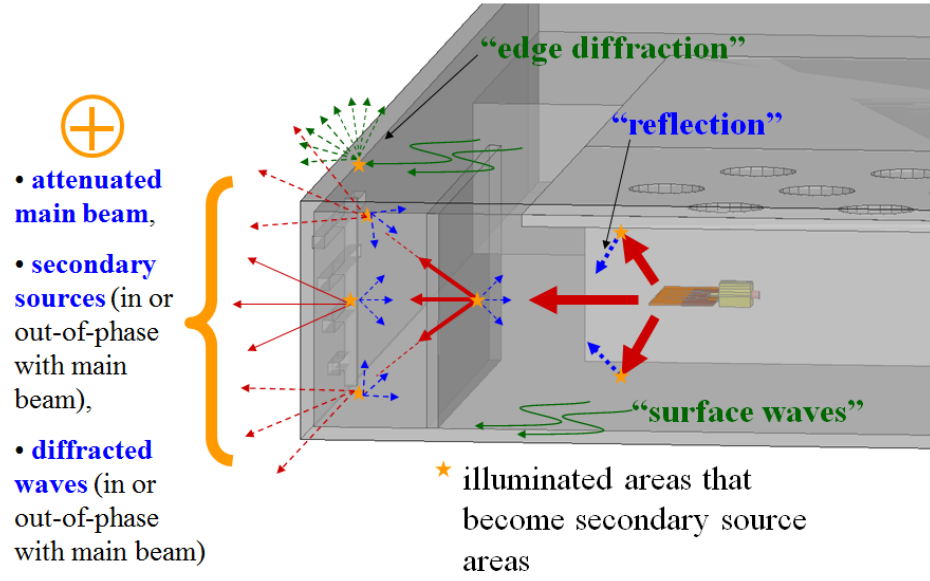 “edge diffraction”
“reflection”
• attenuated
main beam,
• secondary
sources (in or
out-of-phase
with main
beam),
• diffracted
waves (in or
out-of-phase
with main beam)
“surface waves”
illuminated areas that
become secondary source
areas